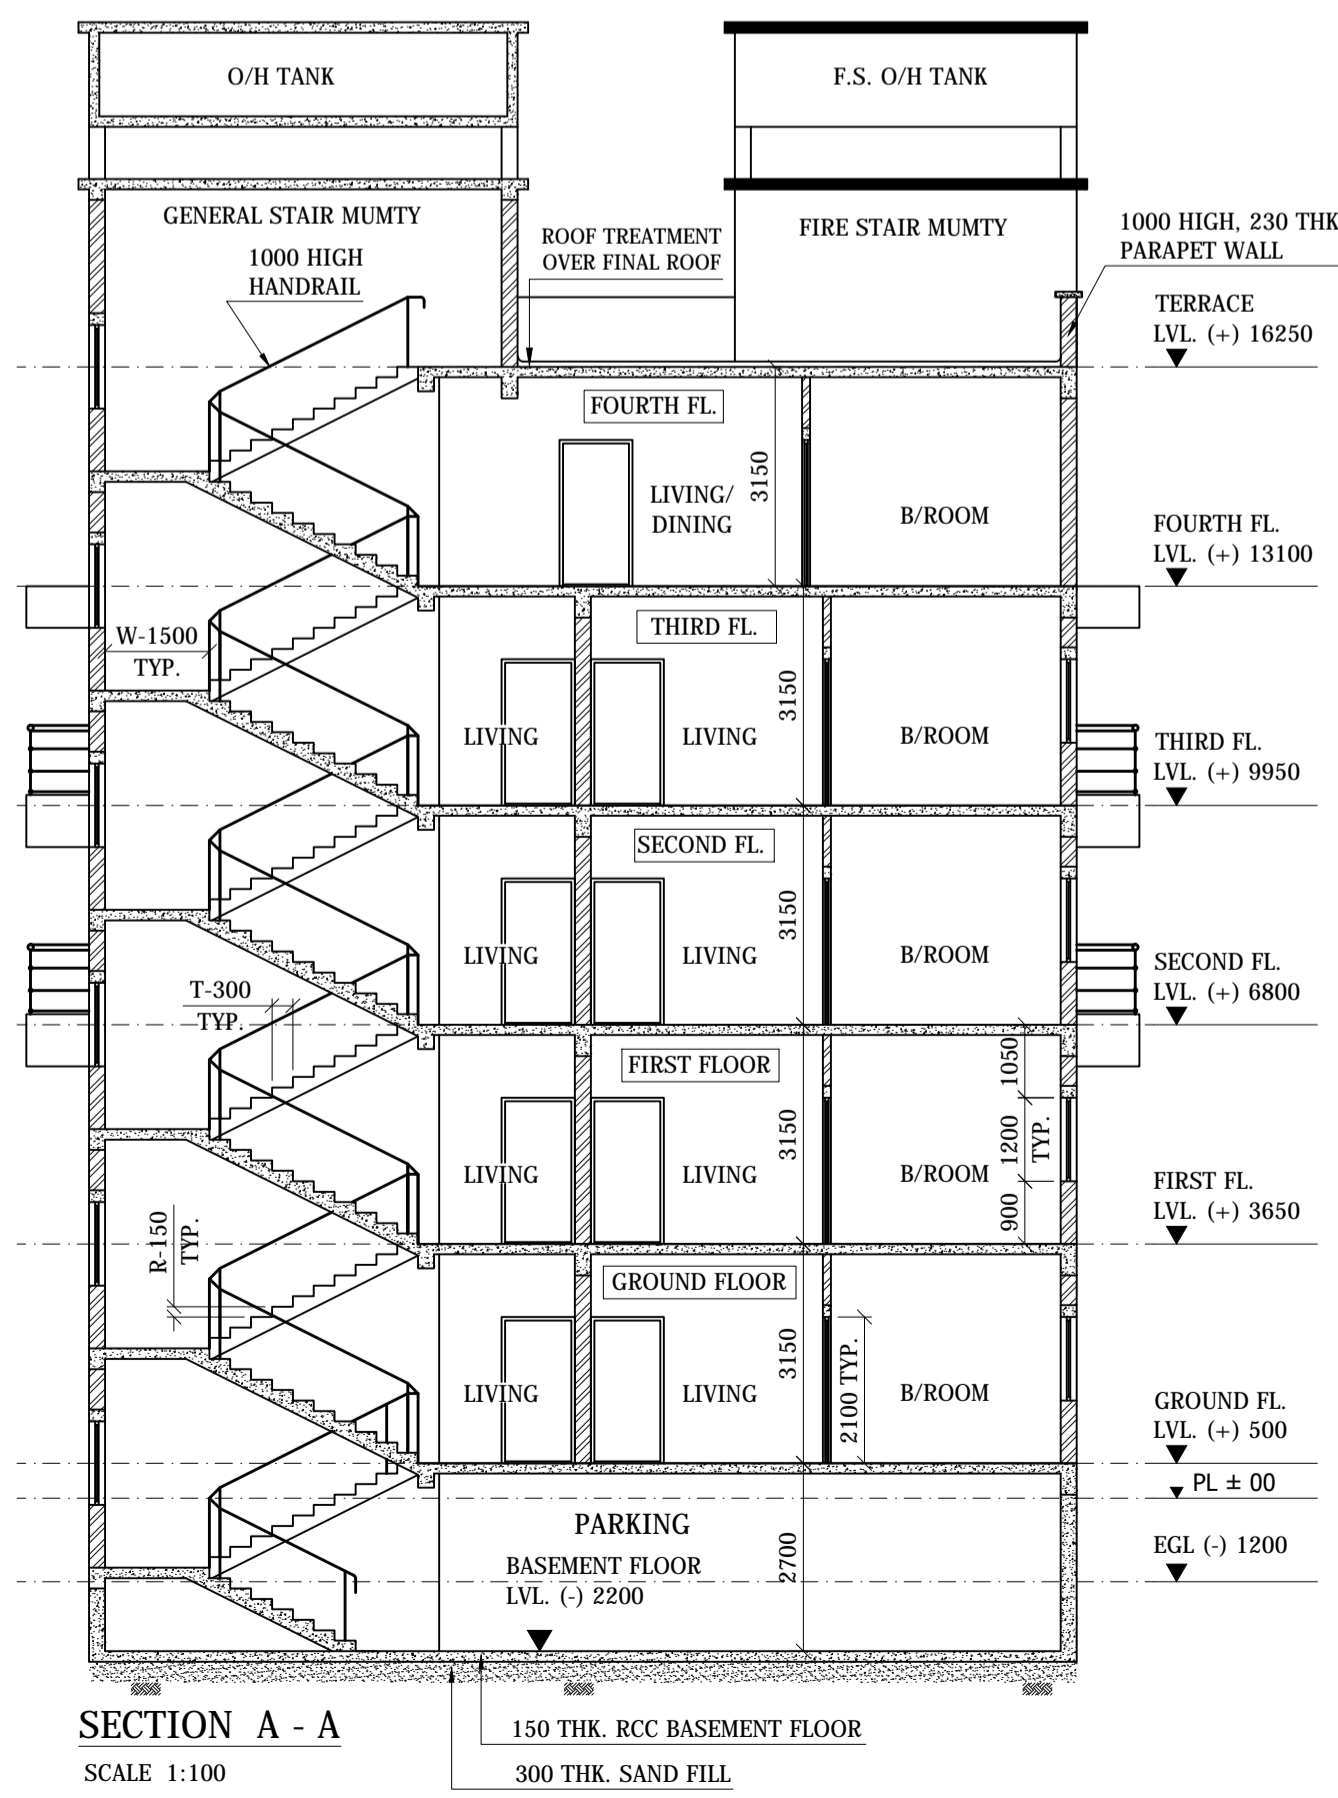 O/H TANK
F.S. O/H TANK
GENERAL STAIR MUMTY
1000 HIGH
HANDRAIL
ROOF TREATMENT
OVER FINAL ROOF
FIRE STAIR MUMTY
1000 HIGH, 230 THK
PARAPET WALL
TERRACE
LVL. (+) 16250
FOURTH FL.
LIVING/
DINING
3150
B/ROOM
FOURTH FL.
LVL. (+) 13100
W-1500
TYP.
THIRD FL.
LIVING
LIVING
3150
B/ROOM
THIRD FL.
LVL. (+) 9950
SECOND FL.
LIVING
LIVING
3150
B/ROOM
SECOND FL.
LVL. (+) 6800
T-300
TYP.
FIRST FLOOR
LIVING
LIVING
3150
B/ROOM
1050
1200
TYP.
900
FIRST FL.
LVL. (+) 3650
R-150
TYP.
GROUND FLOOR
LIVING
LIVING
3150
2100 TYP.
B/ROOM
GROUND FL.
LVL. (+) 500
PL ± 00
EGL (-) 1200
PARKING
BASEMENT FLOOR
LVL. (-) 2200
2700
SECTION A - A
SCALE 1:100
150 THK. RCC BASEMENT FLOOR
300 THK. SAND FILL